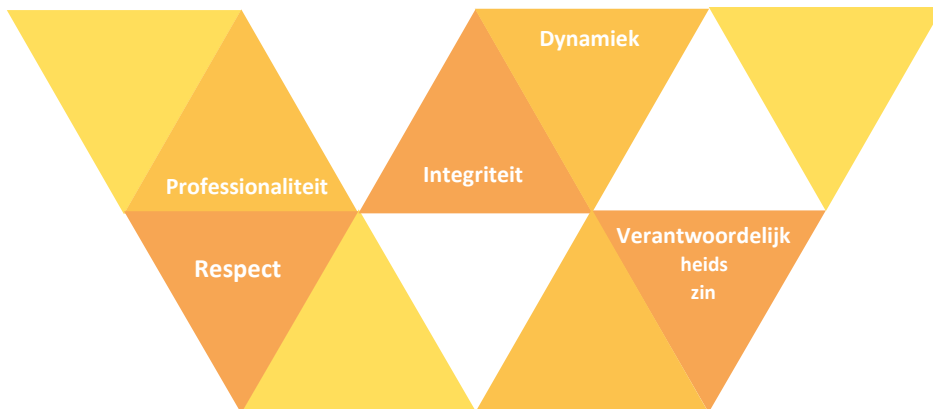 Dynamiek
Professionaliteit
Integriteit
Respect
Verantwoordelijk
heids
zin